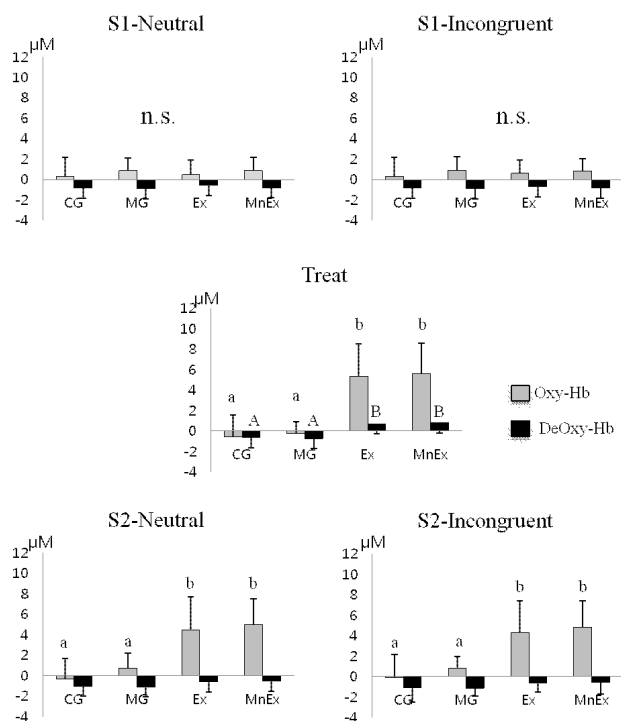 S1-Neutral
µM
12
10
8
6
4
2
0
-2
-4
n.s.
CG MG Ex MnEx
S1-Incongruent
µM
12
10
8
6
4
2
0
-2
-4
n.s.
CG MG Ex MnEx
Treat
µM
12
10
8
6
4
2
0
-2
-4
a A a A b B b B
CG MG Ex MnEx
Oxy-Hb
DeOxy-Hb
S2-Neutral
µM
12
10
8
6
4
2
0
-2
-4
a a b b
CG MG Ex MnEx
S2-Incongruent
µM
12
10
8
6
4
2
0
-2
-4
a a b b
CG MG Ex MnEx